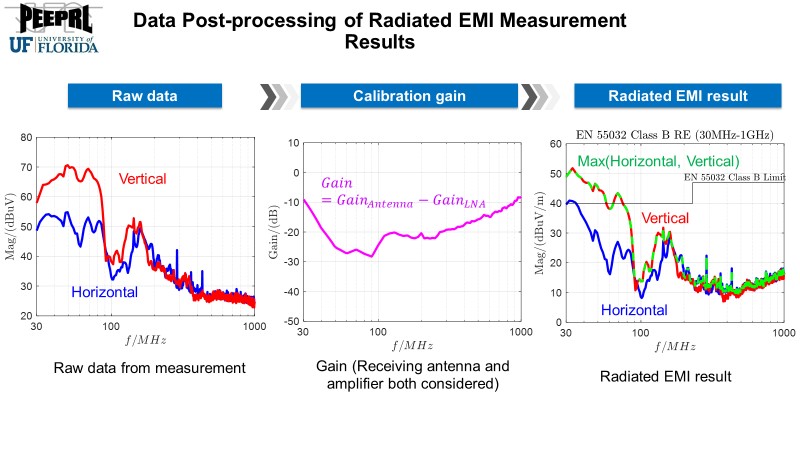 PEEPRL
UF UNIVERSITY of
FLORIDA
Data Post-processing of Radiated EMI Measurement
Results
Raw data
Calibration gain
Radiated EMI result
80
70
60
50
40
30
20
30
100
1000
Mag/(dBuV)
f/MHz
Vertical
Horizontal
Raw data from measurement
10
0
-10
-20
-30
-40
-50
30
100
1000
Gain/(dB)
f/MHz
Gain
= Gain_Antenna − Gain_LNA
Gain (Receiving antenna and
amplifier both considered)
EN 55032 Class B RE (30MHz-1GHz)
60
50
40
30
20
10
0
30
100
1000
Mag/(dBuV/m)
f/MHz
Max(Horizontal, Vertical)
EN 55032 Class B Limit
Vertical
Horizontal
Radiated EMI result